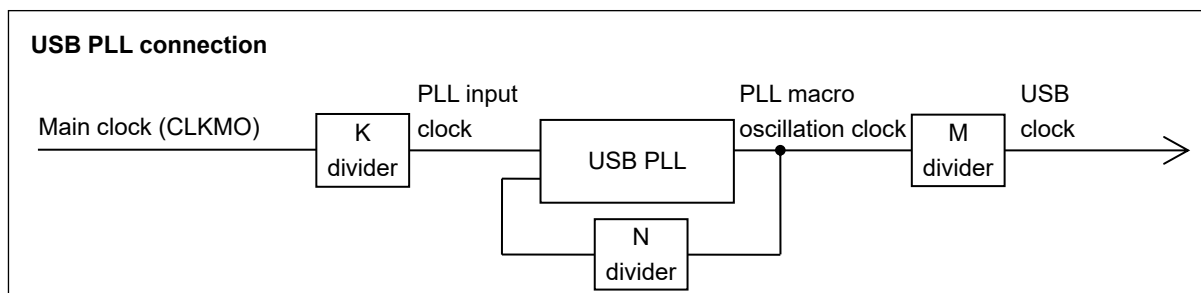 USB PLL connection
Main clock (CLKMO)
K
divider
PLL input
clock
USB PLL
PLL macro
oscillation clock
M
divider
USB
clock
N
divider